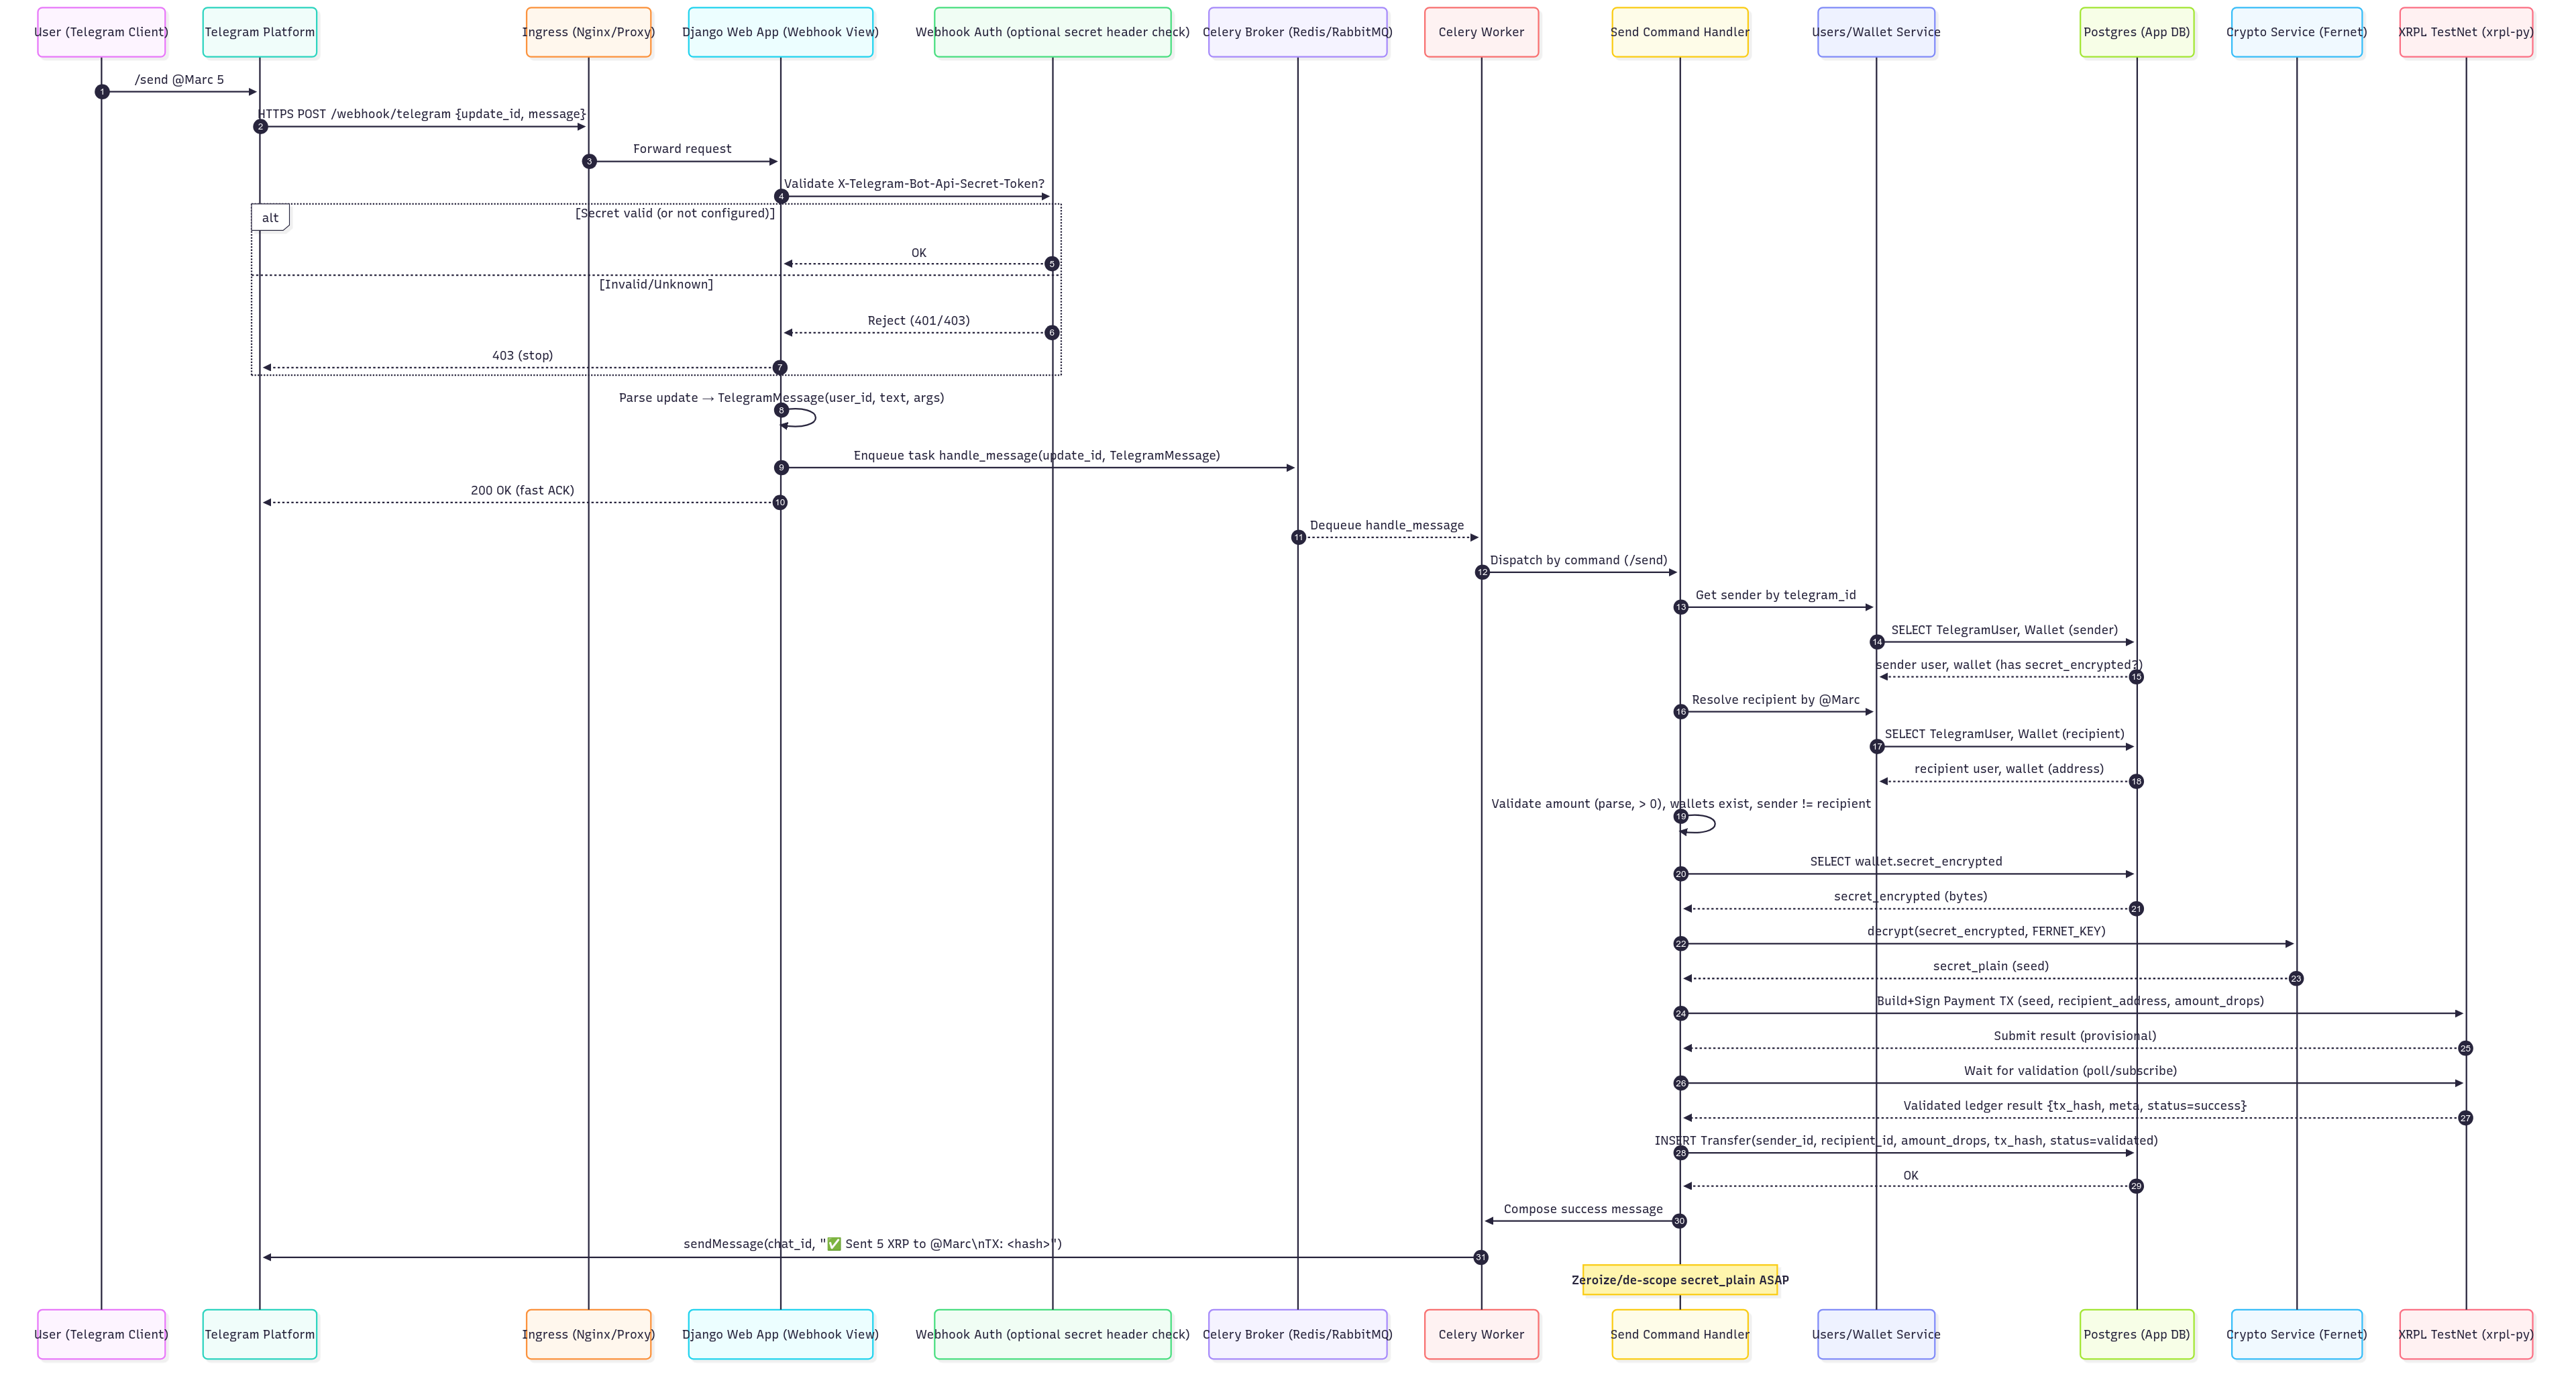 User (Telegram Client)
Telegram Platform
Ingress (Nginx/Proxy)
Django Web App (Webhook View)
Webhook Auth (optional secret header check)
Celery Broker (Redis/RabbitMQ)
Celery Worker
Send Command Handler
Users/Wallet Service
Postgres (App DB)
Crypto Service (Fernet)
XRPL TestNet (xrpl-py)
/send @Marc 5
1
HTTPS POST /webhook/telegram {update_id, message}
2
Forward request
3
Validate X-Telegram-Bot-Api-Secret-Token?
4
alt
[Secret valid (or not configured)]
OK
5
[Invalid/Unknown]
Reject (401/403)
6
403 (stop)
7
Parse update → TelegramMessage(user_id, text, args)
8
Enqueue task handle_message(update_id, TelegramMessage)
9
200 OK (fast ACK)
10
Dequeue handle_message
11
Dispatch by command (/send)
12
Get sender by telegram_id
13
SELECT TelegramUser, Wallet (sender)
14
sender user, wallet (has secret_encrypted?)
15
Resolve recipient by @Marc
16
SELECT TelegramUser, Wallet (recipient)
17
recipient user, wallet (address)
18
Validate amount (parse, > 0), wallets exist, sender != recipient
19
SELECT wallet.secret_encrypted
20
secret_encrypted (bytes)
21
decrypt(secret_encrypted, FERNET_KEY)
22
secret_plain (seed)
23
Build+Sign Payment TX (seed, recipient_address, amount_drops)
24
Submit result (provisional)
25
Wait for validation (poll/subscribe)
26
Validated ledger result {tx_hash, meta, status=success}
27
INSERT Transfer(sender_id, recipient_id, amount_drops, tx_hash, status=validated)
28
OK
29
Compose success message
30
sendMessage(chat_id, "✅ Sent 5 XRP to @Marc\nTX: <hash>")
31
Zeroize/de-scope secret_plain ASAP
User (Telegram Client)
Telegram Platform
Ingress (Nginx/Proxy)
Django Web App (Webhook View)
Webhook Auth (optional secret header check)
Celery Broker (Redis/RabbitMQ)
Celery Worker
Send Command Handler
Users/Wallet Service
Postgres (App DB)
Crypto Service (Fernet)
XRPL TestNet (xrpl-py)